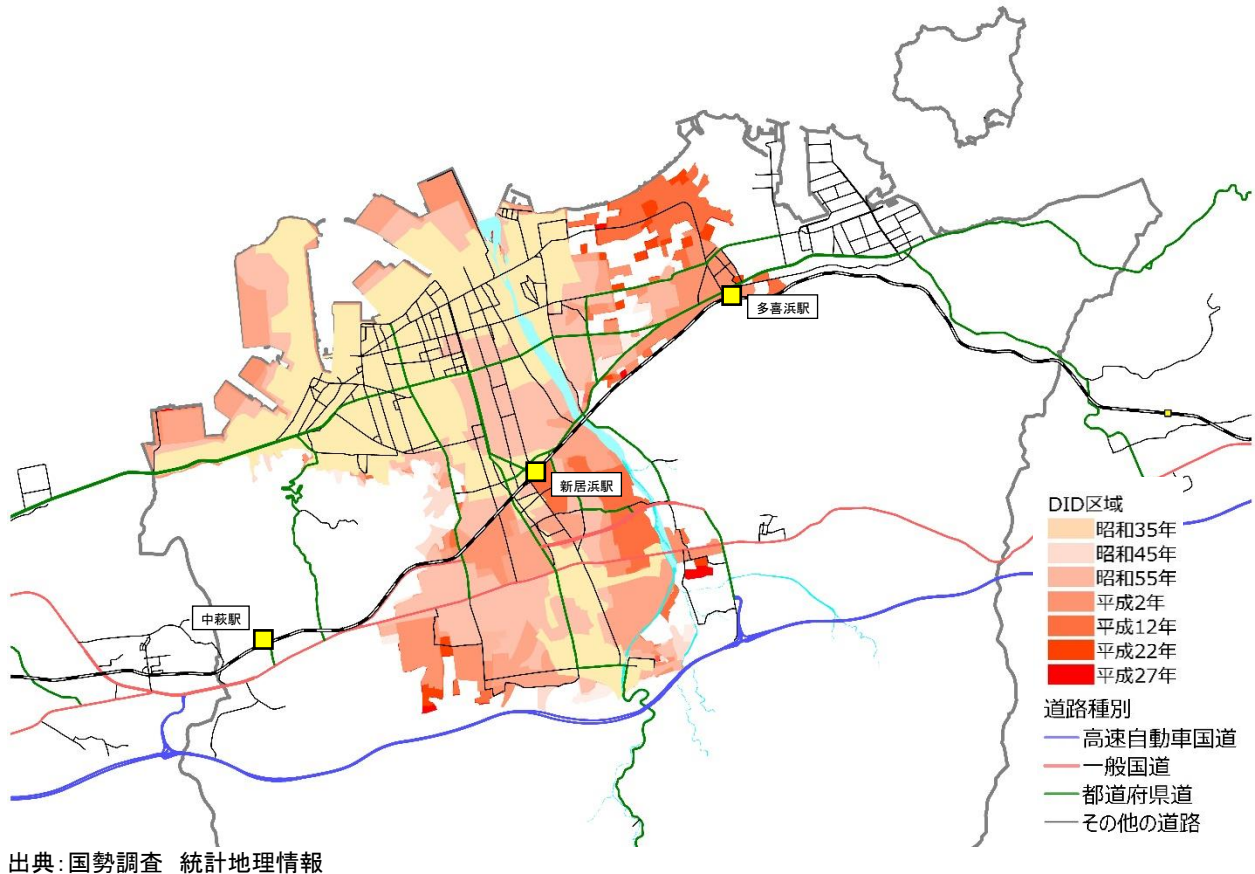 多喜浜駅
新居浜駅
中萩駅
DID区域
昭和35年
昭和45年
昭和55年
平成2年
平成12年
平成22年
平成27年
道路種別
高速自動車国道
一般国道
都道府県道
その他の道路
出典:国勢調査 統計地理情報